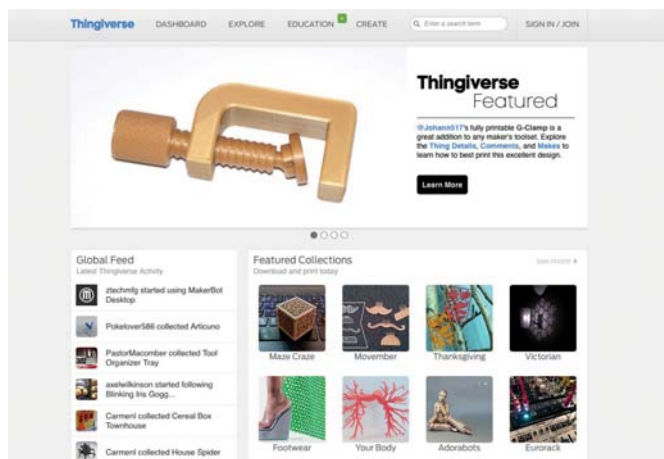 Thingiverse DASHBOARD EXPLORE EDUCATION CREATE Enter a search term SIGN IN / JOIN
Thingiverse
Featured
@Johann517's fully printable G-Clamp is a
great addition to any maker's toolset. Explore
the Thing Details, Comments, and Makes to
learn how to best print this excellent design.
Learn More
Global Feed
Latest Thingiverse Activity
ztechmfg started using MakerBot
Desktop
Pokelover586 collected Articuno
PastorMacomber collected Tool
Organizer Tray
axelwilkinson started following
Blinking Iris Gogg...
Carmenl collected Cereal Box
Townhouse
Carmenl collected House Spider
Featured Collections
see more
Download and print today
Maze Craze Movember Thanksgiving Victorian
Footwear Your Body Adorabots Eurorack